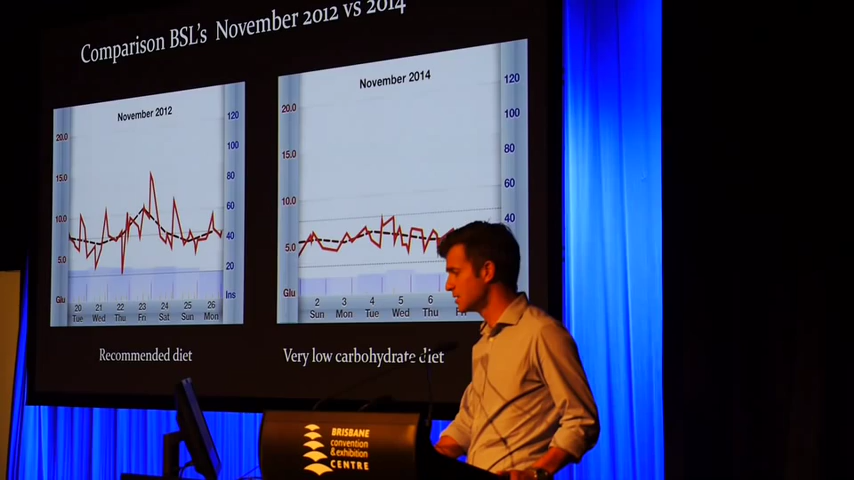 Comparison BSL's November 2012 vs 2014
November 2012
20.0
15.0
10.0
5.0
Glu
120
100
80
60
40
20
Ins
20 21 22 23 24 25 26
Tue Wed Thu Fri Sat Sun Mon
November 2014
20.0
15.0
10.0
5.0
Glu
120
100
80
60
40
2 3 4 5 6
Sun Mon Tue Wed Thu
Recommended diet
Very low carbohydrate diet
BRISBANE
convention
& exhibition
CENTRE